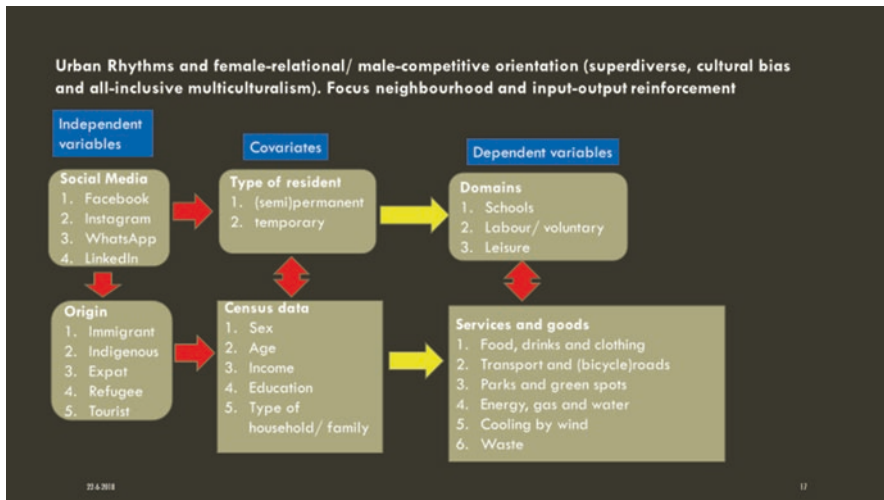 Urban Rhythms and female-relational/ male-competitive orientation (superdiverse, cultural bias
and all-inclusive multiculturalism). Focus neighbourhood and input-output reinforcement
Independent
variables
Covariates
Dependent variables
Social Media
1. Facebook
2. Instagram
3. WhatsApp
4. LinkedIn
Type of resident
1. (semi)permanent
2. temporary
Domains
1. Schools
2. Labour/ voluntary
3. Leisure
Origin
1. Immigrant
2. Indigenous
3. Expat
4. Refugee
5. Tourist
Census data
1. Sex
2. Age
3. Income
4. Education
5. Type of
household/ family
Services and goods
1. Food, drinks and clothing
2. Transport and (bicycle)roads
3. Parks and green spots
4. Energy, gas and water
5. Cooling by wind
6. Waste
22-6-2018
17